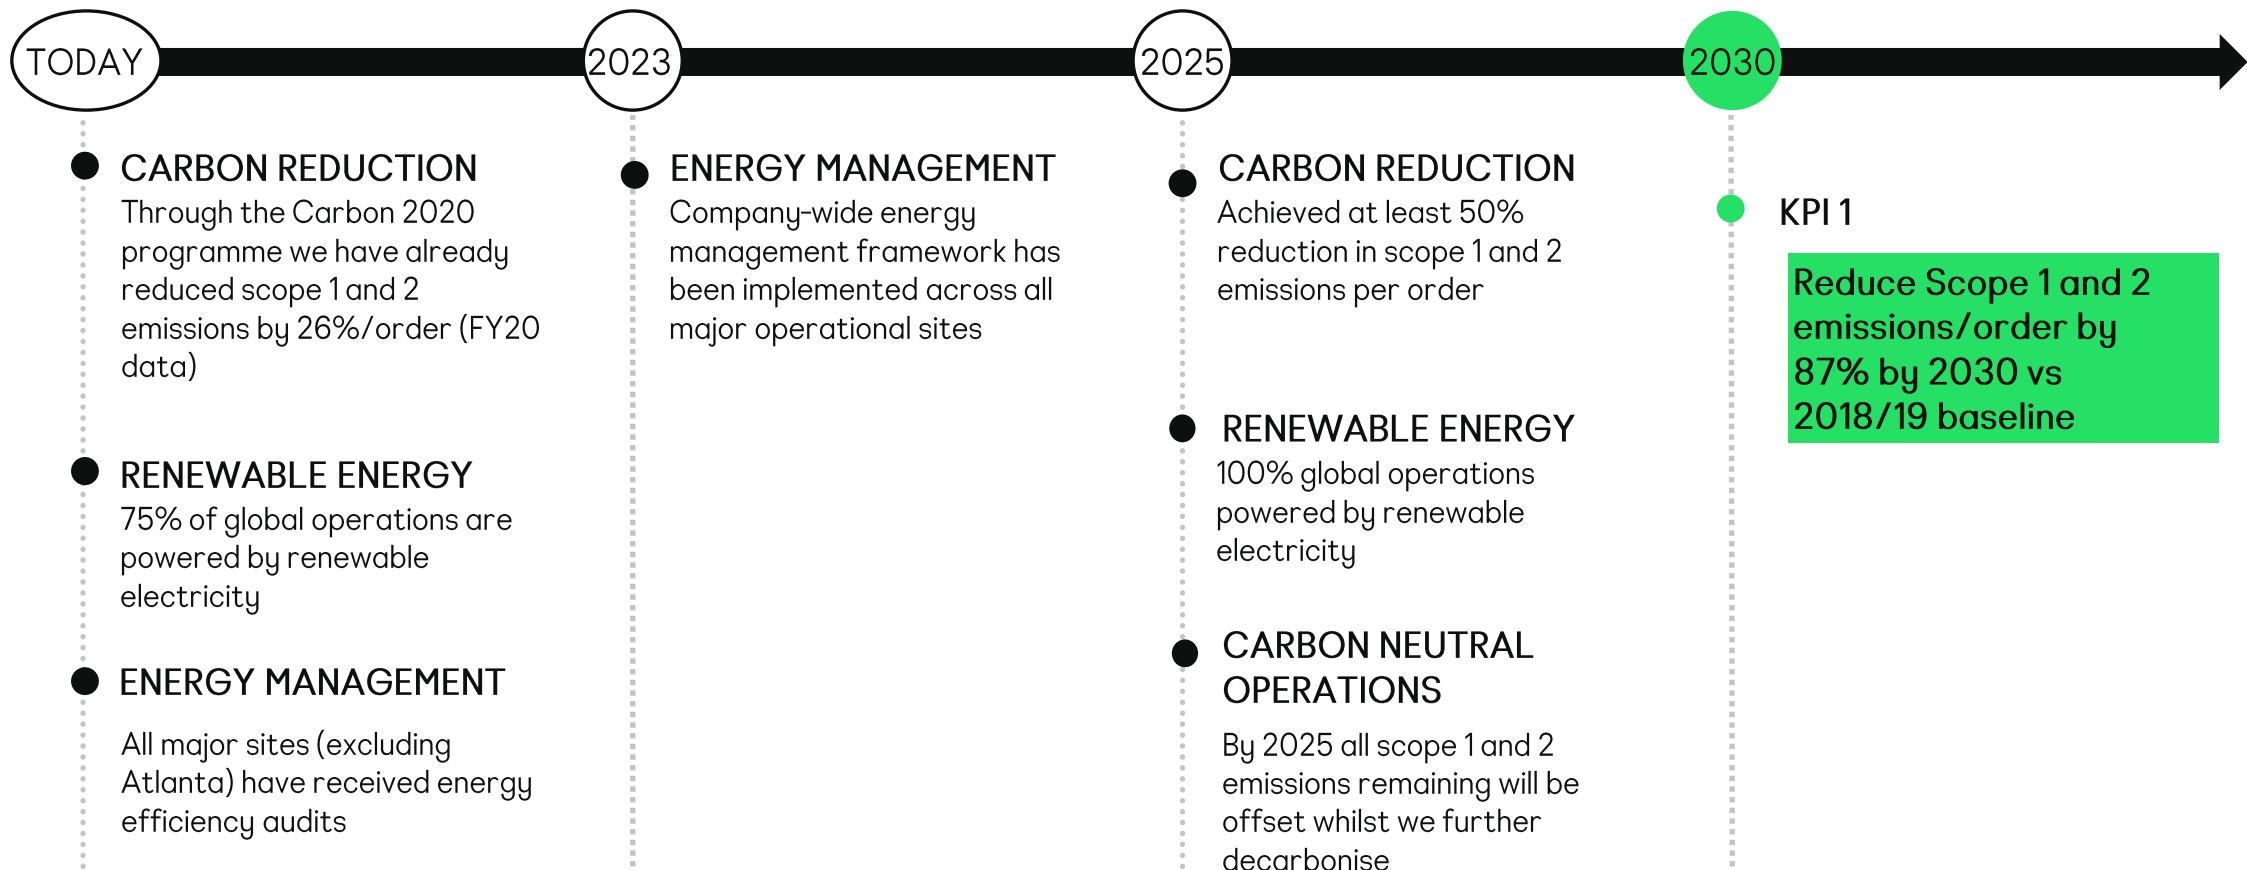 TODAY
2023
2025
2030
CARBON REDUCTION
Through the Carbon 2020
programme we have already
reduced scope 1 and 2
emissions by 26%/order (FY20
data)
RENEWABLE ENERGY
75% of global operations are
powered by renewable
electricity
ENERGY MANAGEMENT
All major sites (excluding
Atlanta) have received energy
efficiency audits
ENERGY MANAGEMENT
Company-wide energy
management framework has
been implemented across all
major operational sites
CARBON REDUCTION
Achieved at least 50%
reduction in scope 1 and 2
emissions per order
RENEWABLE ENERGY
100% global operations
powered by renewable
electricity
CARBON NEUTRAL
OPERATIONS
By 2025 all scope 1 and 2
emissions remaining will be
offset whilst we further
decarbonise
KPI 1
Reduce Scope 1 and 2
emissions/order by
87% by 2030 vs
2018/19 baseline